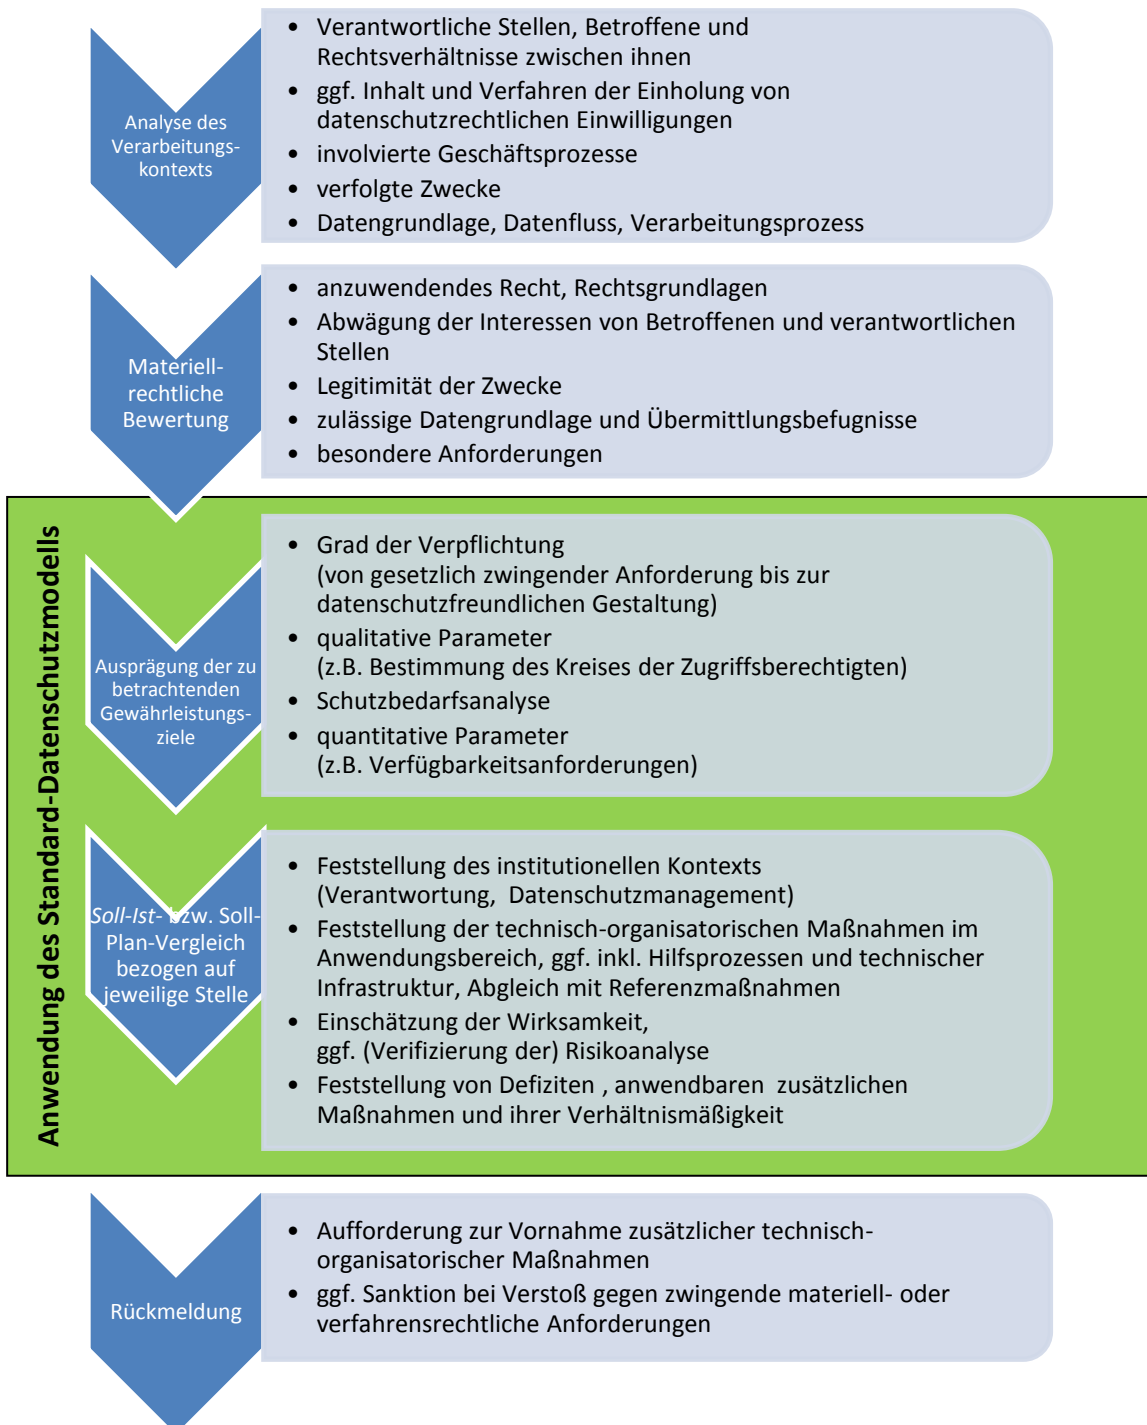 Analyse des
Verarbeitungs-
kontexts
• Verantwortliche Stellen, Betroffene und
Rechtsverhältnisse zwischen ihnen
• ggf. Inhalt und Verfahren der Einholung von
datenschutzrechtlichen Einwilligungen
• involvierte Geschäftsprozesse
• verfolgte Zwecke
• Datengrundlage, Datenfluss, Verarbeitungsprozess
Materiell-
rechtliche
Bewertung
• anzuwendendes Recht, Rechtsgrundlagen
• Abwägung der Interessen von Betroffenen und verantwortlichen
Stellen
• Legitimität der Zwecke
• zulässige Datengrundlage und Übermittlungsbefugnisse
• besondere Anforderungen
Anwendung des Standard-Datenschutzmodells
Ausprägung der zu
betrachtenden
Gewährleistungs-
ziele
• Grad der Verpflichtung
(von gesetzlich zwingender Anforderung bis zur
datenschutzfreundlichen Gestaltung)
• qualitative Parameter
(z.B. Bestimmung des Kreises der Zugriffsberechtigten)
• Schutzbedarfsanalyse
• quantitative Parameter
(z.B. Verfügbarkeitsanforderungen)
Soll-Ist- bzw. Soll-
Plan-Vergleich
bezogen auf
jeweilige Stelle
• Feststellung des institutionellen Kontexts
(Verantwortung, Datenschutzmanagement)
• Feststellung der technisch-organisatorischen Maßnahmen im
Anwendungsbereich, ggf. inkl. Hilfsprozessen und technischer
Infrastruktur, Abgleich mit Referenzmaßnahmen
• Einschätzung der Wirksamkeit,
ggf. (Verifizierung der) Risikoanalyse
• Feststellung von Defiziten , anwendbaren zusätzlichen
Maßnahmen und ihrer Verhältnismäßigkeit
Rückmeldung
• Aufforderung zur Vornahme zusätzlicher technisch-
organisatorischer Maßnahmen
• ggf. Sanktion bei Verstoß gegen zwingende materiell- oder
verfahrensrechtliche Anforderungen